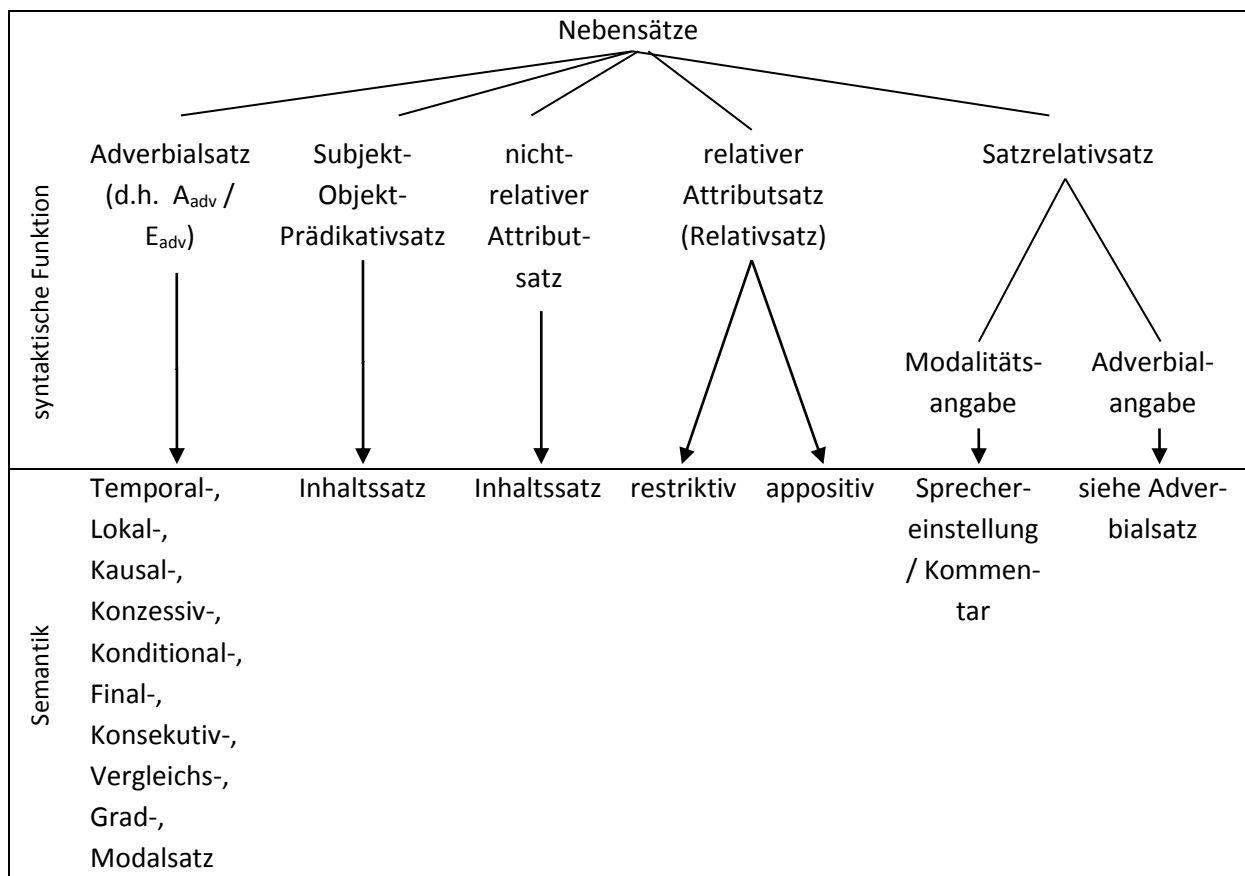 Nebensätze
syntaktische Funktion
Adverbialsatz
(d.h. Aadv /
Eadv)
Subjekt-
Objekt-
Prädikativsatz
nicht-
relativer
Attribut-
satz
relativer
Attributsatz
(Relativsatz)
Satzrelativsatz
Modalitäts-
angabe
Adverbial-
angabe
Semantik
Temporal-,
Lokal-,
Kausal-,
Konzessiv-,
Konditional-,
Final-,
Konsekutiv-,
Vergleichs-,
Grad-,
Modalsatz
Inhaltssatz
Inhaltssatz
restriktiv
appositiv
Sprecher-
einstellung
/ Kommen-
tar
siehe Adver-
bialsatz